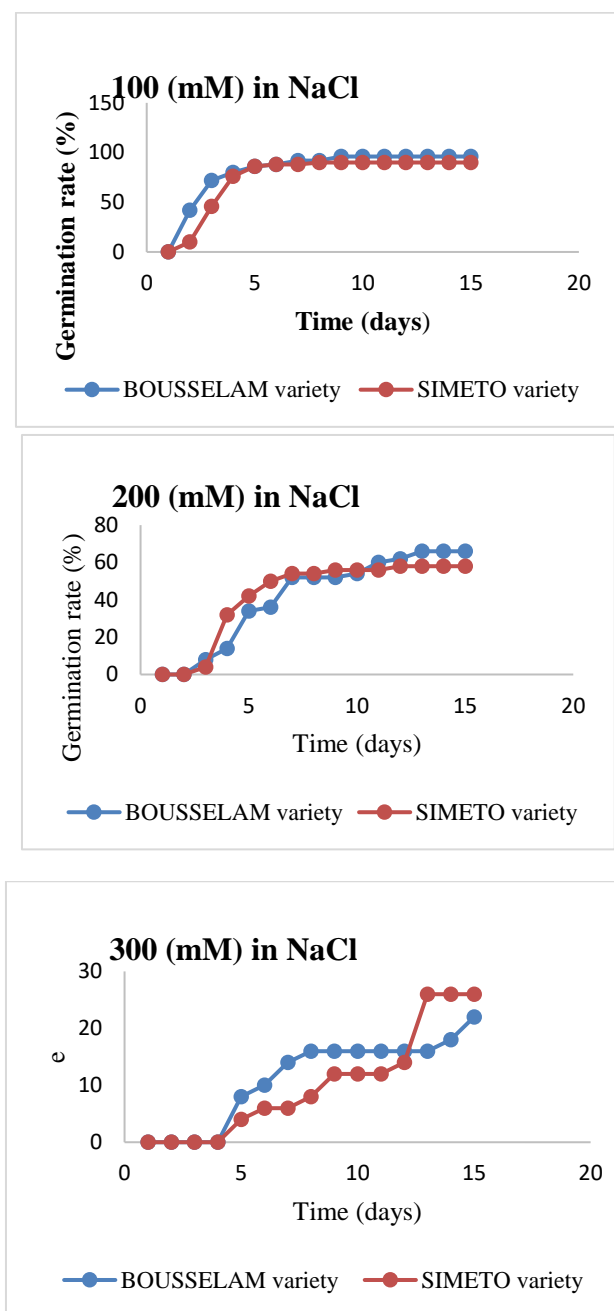 100 (mM) in NaCl
150
100
50
0
Germination rate (%)
0 5 10 15 20
Time (days)
BOUSSELAM variety SIMETO variety
200 (mM) in NaCl
80
60
40
20
0
Germination rate (%)
0 5 10 15 20
Time (days)
BOUSSELAM variety SIMETO variety
300 (mM) in NaCl
30
20
10
0
e
0 5 10 15 20
Time (days)
BOUSSELAM variety SIMETO variety